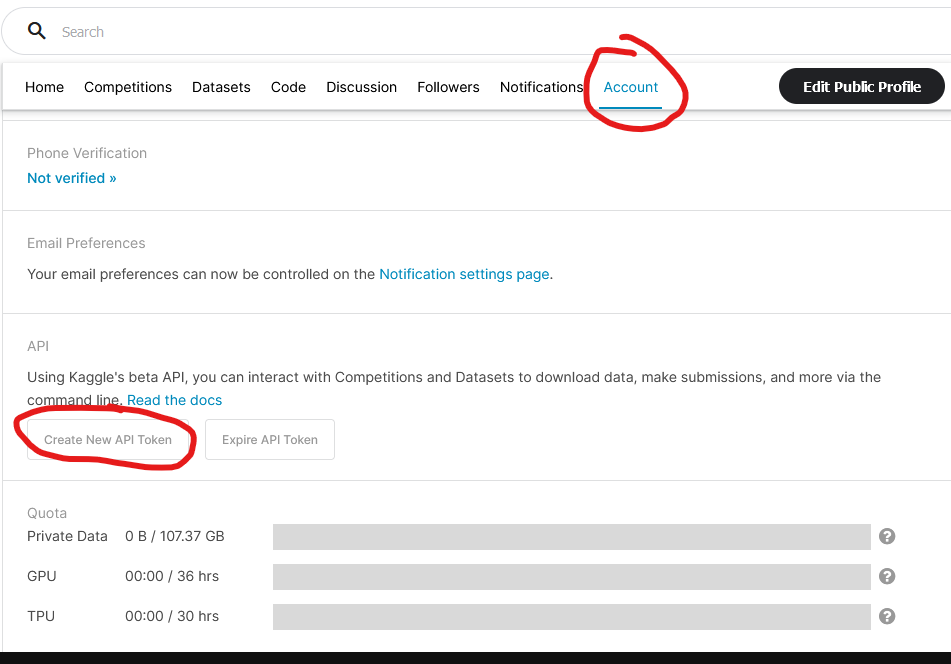 Search
Home Competitions Datasets Code Discussion Followers Notifications Account Edit Public Profile
Phone Verification
Not verified »
Email Preferences
Your email preferences can now be controlled on the Notification settings page.
API
Using Kaggle's beta API, you can interact with Competitions and Datasets to download data, make submissions, and more via the
command line. Read the docs
Create New API Token Expire API Token
Quota
Private Data 0 B / 107.37 GB ?
GPU 00:00 / 36 hrs ?
TPU 00:00 / 30 hrs ?